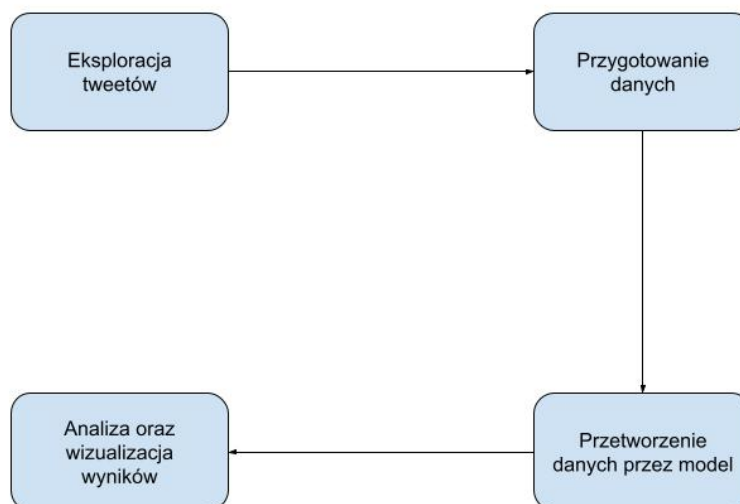 Eksploracja
tweetów
Przygotowanie
danych
Przetworzenie
danych przez model
Analiza oraz
wizualizacja
wyników